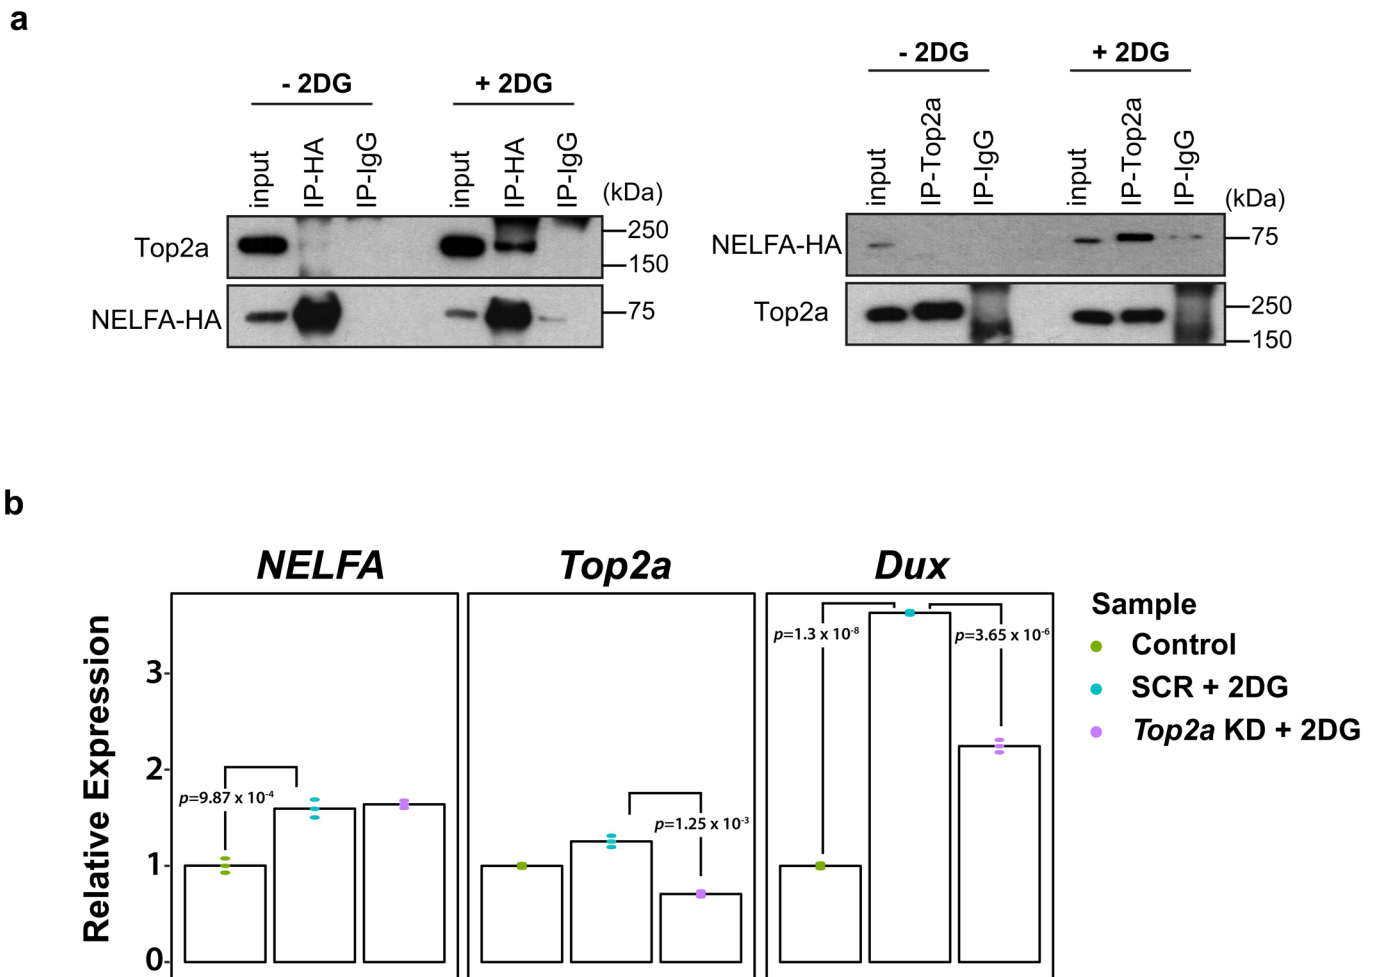 a
- 2DG
+ 2DG
input
IP-HA
IP-IgG
input
IP-HA
IP-IgG
(kDa)
Top2a
250
150
NELFA-HA
75
- 2DG
+ 2DG
input
IP-Top2a
IP-IgG
input
IP-Top2a
IP-IgG
(kDa)
NELFA-HA
75
Top2a
250
150
b
NELFA
Top2a
Dux
Relative Expression
3
2
1
0
p=9.87 x 10-4
p=1.25 x 10-3
p=1.3 x 10-8
p=3.65 x 10-6
Sample
Control
SCR + 2DG
Top2a KD + 2DG